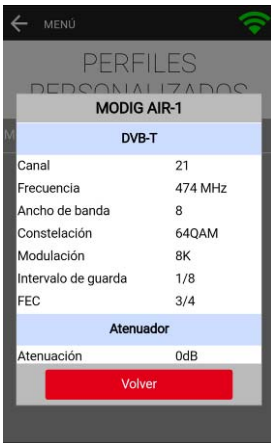 MENÚ
PERFILES
PERSONALIZADOS
M
MODIG AIR-1
DVB-T
Canal 21
Frecuencia 474 MHz
Ancho de banda 8
Constelación 64QAM
Modulación 8K
Intervalo de guarda 1/8
FEC 3/4
Atenuador
Atenuación 0dB
Volver